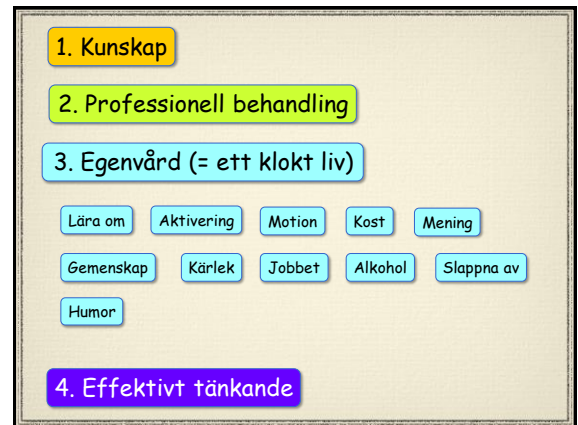 1. Kunskap
2. Professionell behandling
3. Egenvård (= ett klokt liv)
Lära om Aktivering Motion Kost Mening
Gemenskap Kärlek Jobbet Alkohol Slappna av
Humor
4. Effektivt tänkande